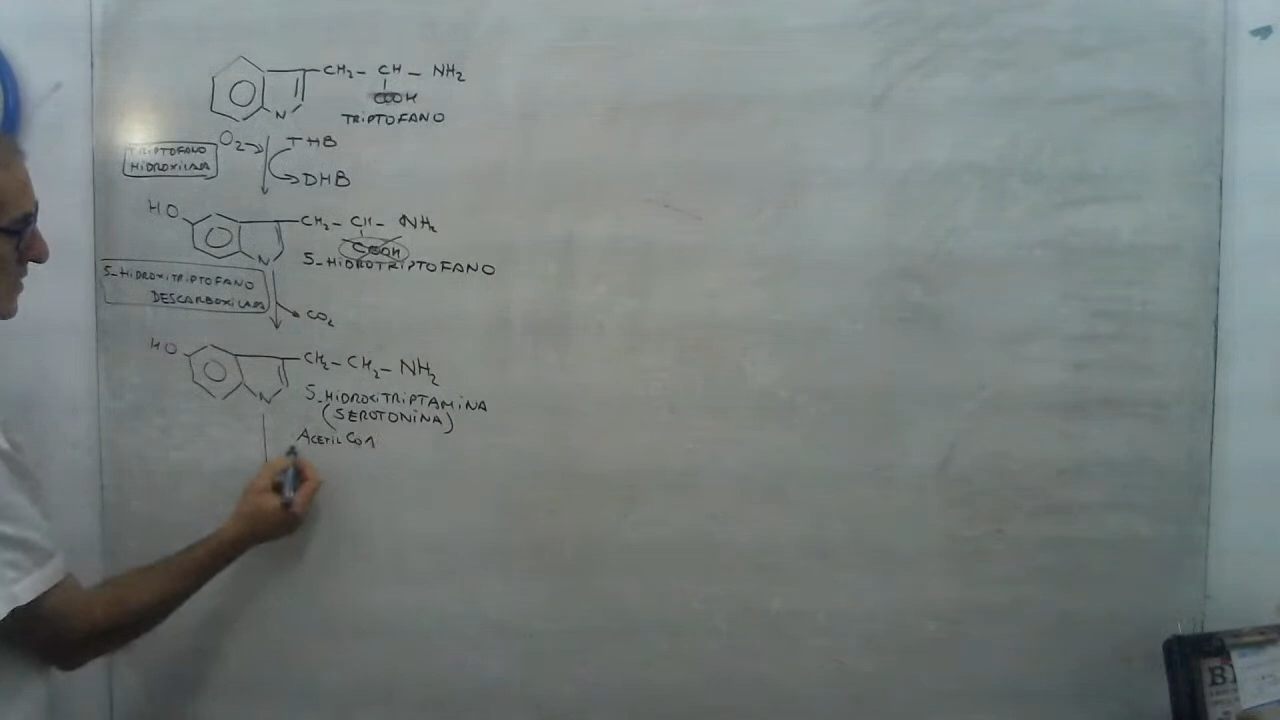 CH₂ - CH - NH₂
COOH
N
TRIPTOFANO
O₂ THB
TRIPTOFANO
HIDROXILASA
DHB
HO
CH₂ - CH - NH₂
COOH
N
5-HIDROTRIPTOFANO
5-HIDROXITRIPTOFANO
DESCARBOXILASA
CO₂
HO
CH₂ - CH₂ - NH₂
N
5-HIDROXITRIPTAMINA
(SEROTONINA)
ACETIL CoA